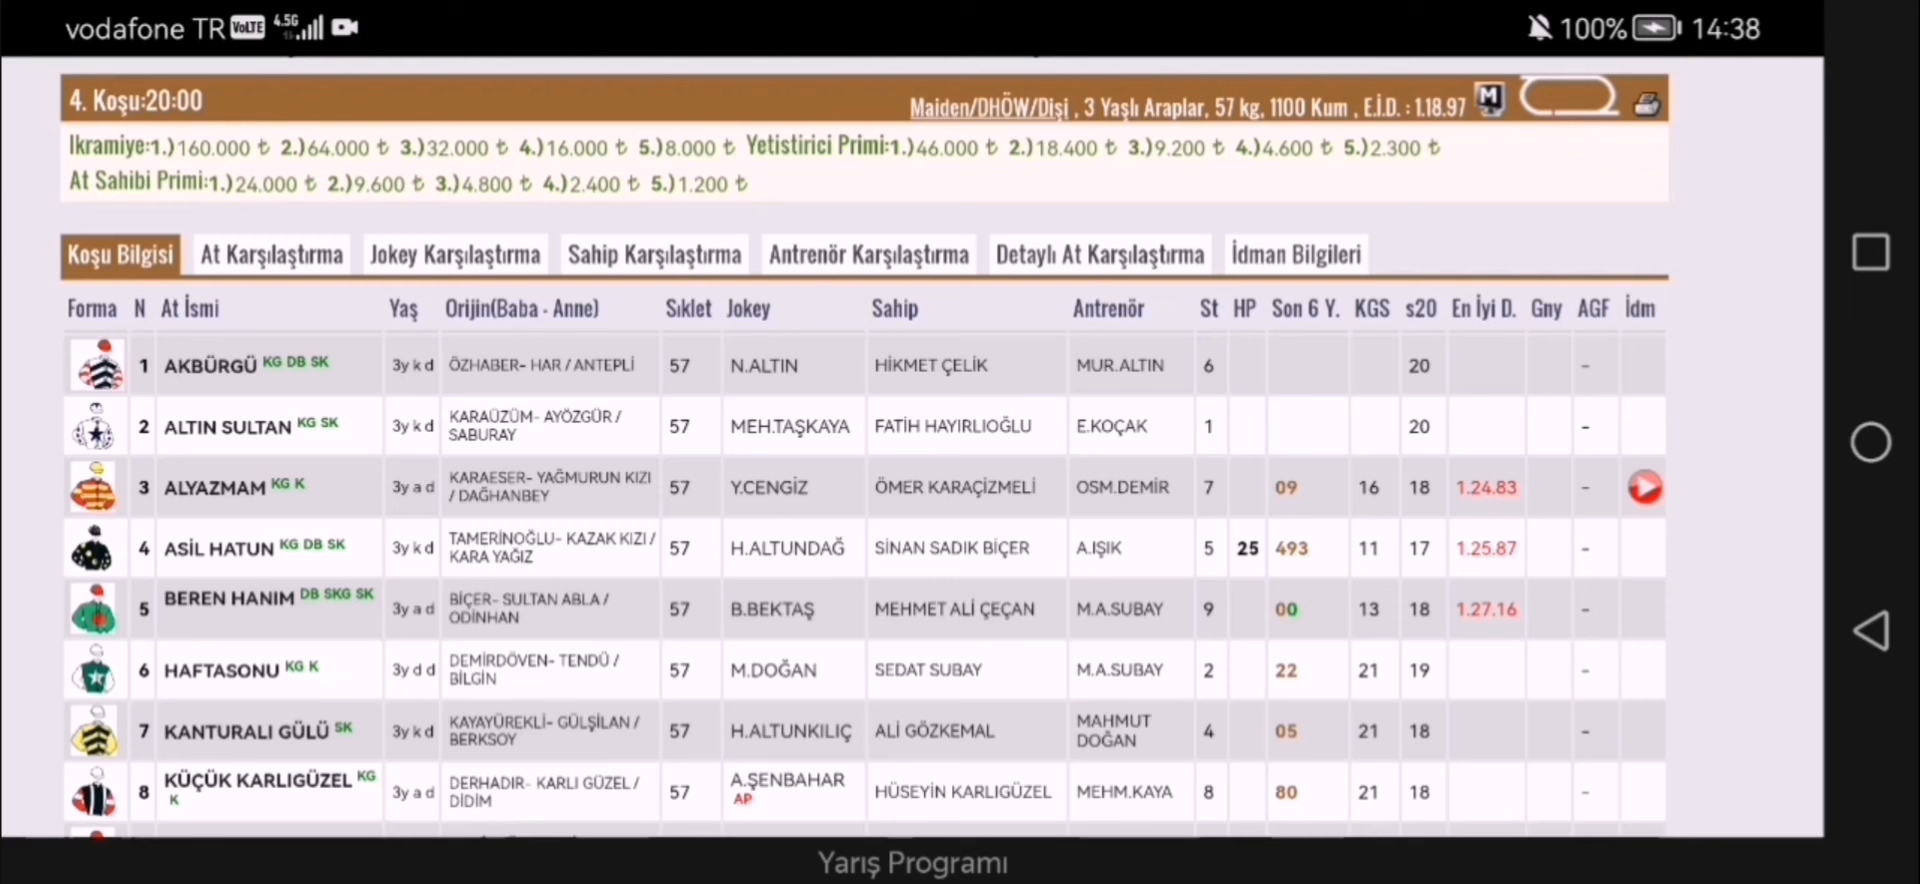 vodafone TR VoLTE 4.5G 100% 14:38
4. Koşu:20:00 Maiden/DHÖW/Dişi , 3 Yaşlı Araplar, 57 kg, 1100 Kum , E.İ.D. : 1.18.97 M
Ikramiye:1.)160.000 ₺ 2.)64.000 ₺ 3.)32.000 ₺ 4.)16.000 ₺ 5.)8.000 ₺ Yetistirici Primi:1.)46.000 ₺ 2.)18.400 ₺ 3.)9.200 ₺ 4.)4.600 ₺ 5.)2.300 ₺
At Sahibi Primi:1.)24.000 ₺ 2.)9.600 ₺ 3.)4.800 ₺ 4.)2.400 ₺ 5.)1.200 ₺
Koşu Bilgisi At Karşılaştırma Jokey Karşılaştırma Sahip Karşılaştırma Antrenör Karşılaştırma Detaylı At Karşılaştırma İdman Bilgileri
Forma N At İsmi Yaş Orijin(Baba - Anne) Sıklet Jokey Sahip Antrenör St HP Son 6 Y. KGS s20 En İyi D. Gny AGF İdm
1 AKBÜRGÜ KG DB SK 3y k d ÖZHABER- HAR / ANTEPLİ 57 N.ALTIN HİKMET ÇELİK MUR.ALTIN 6 20 -
2 ALTIN SULTAN KG SK 3y k d KARAÜZÜM- AYÖZGÜR / SABURAY 57 MEH.TAŞKAYA FATİH HAYIRLIOĞLU E.KOÇAK 1 20 -
3 ALYAZMAM KG K 3y a d KARAESER- YAĞMURUN KIZI / DAĞHANBEY 57 Y.CENGİZ ÖMER KARAÇİZMELİ OSM.DEMİR 7 09 16 18 1.24.83 -
4 ASİL HATUN KG DB SK 3y k d TAMERİNOĞLU- KAZAK KIZI / KARA YAĞIZ 57 H.ALTUNDAĞ SİNAN SADIK BİÇER A.IŞIK 5 25 493 11 17 1.25.87 -
5 BEREN HANIM DB SKG SK 3y a d BİÇER- SULTAN ABLA / ODİNHAN 57 B.BEKTAŞ MEHMET ALİ ÇEÇAN M.A.SUBAY 9 00 13 18 1.27.16 -
6 HAFTASONU KG K 3y d d DEMİRDÖVEN- TENDÜ / BİLGİN 57 M.DOĞAN SEDAT SUBAY M.A.SUBAY 2 22 21 19 -
7 KANTURALI GÜLÜ SK 3y k d KAYAYÜREKLİ- GÜLŞİLAN / BERKSOY 57 H.ALTUNKILIÇ ALİ GÖZKEMAL MAHMUT DOĞAN 4 05 21 18 -
8 KÜÇÜK KARLIGÜZEL KG K 3y a d DERHADIR- KARLI GÜZEL / DİDİM 57 A.ŞENBAHAR AP HÜSEYİN KARLIGÜZEL MEHM.KAYA 8 80 21 18 -
Yarış Programı